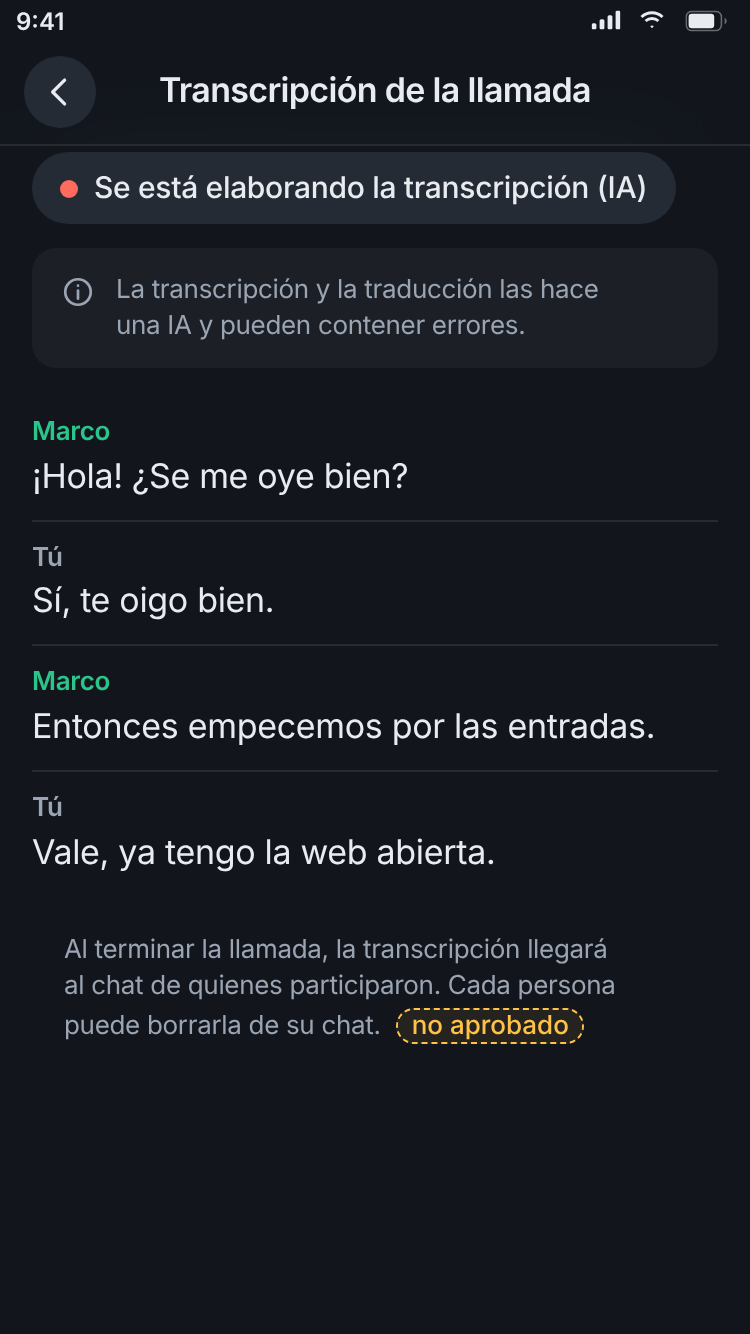 9:41
Transcripción de la llamada
Se está elaborando la transcripción (IA)
La transcripción y la traducción las hace
una IA y pueden contener errores.
Marco
¡Hola! ¿Se me oye bien?
Tú
Sí, te oigo bien.
Marco
Entonces empecemos por las entradas.
Tú
Vale, ya tengo la web abierta.
Al terminar la llamada, la transcripción llegará
al chat de quienes participaron. Cada persona
puede borrarla de su chat. no aprobado